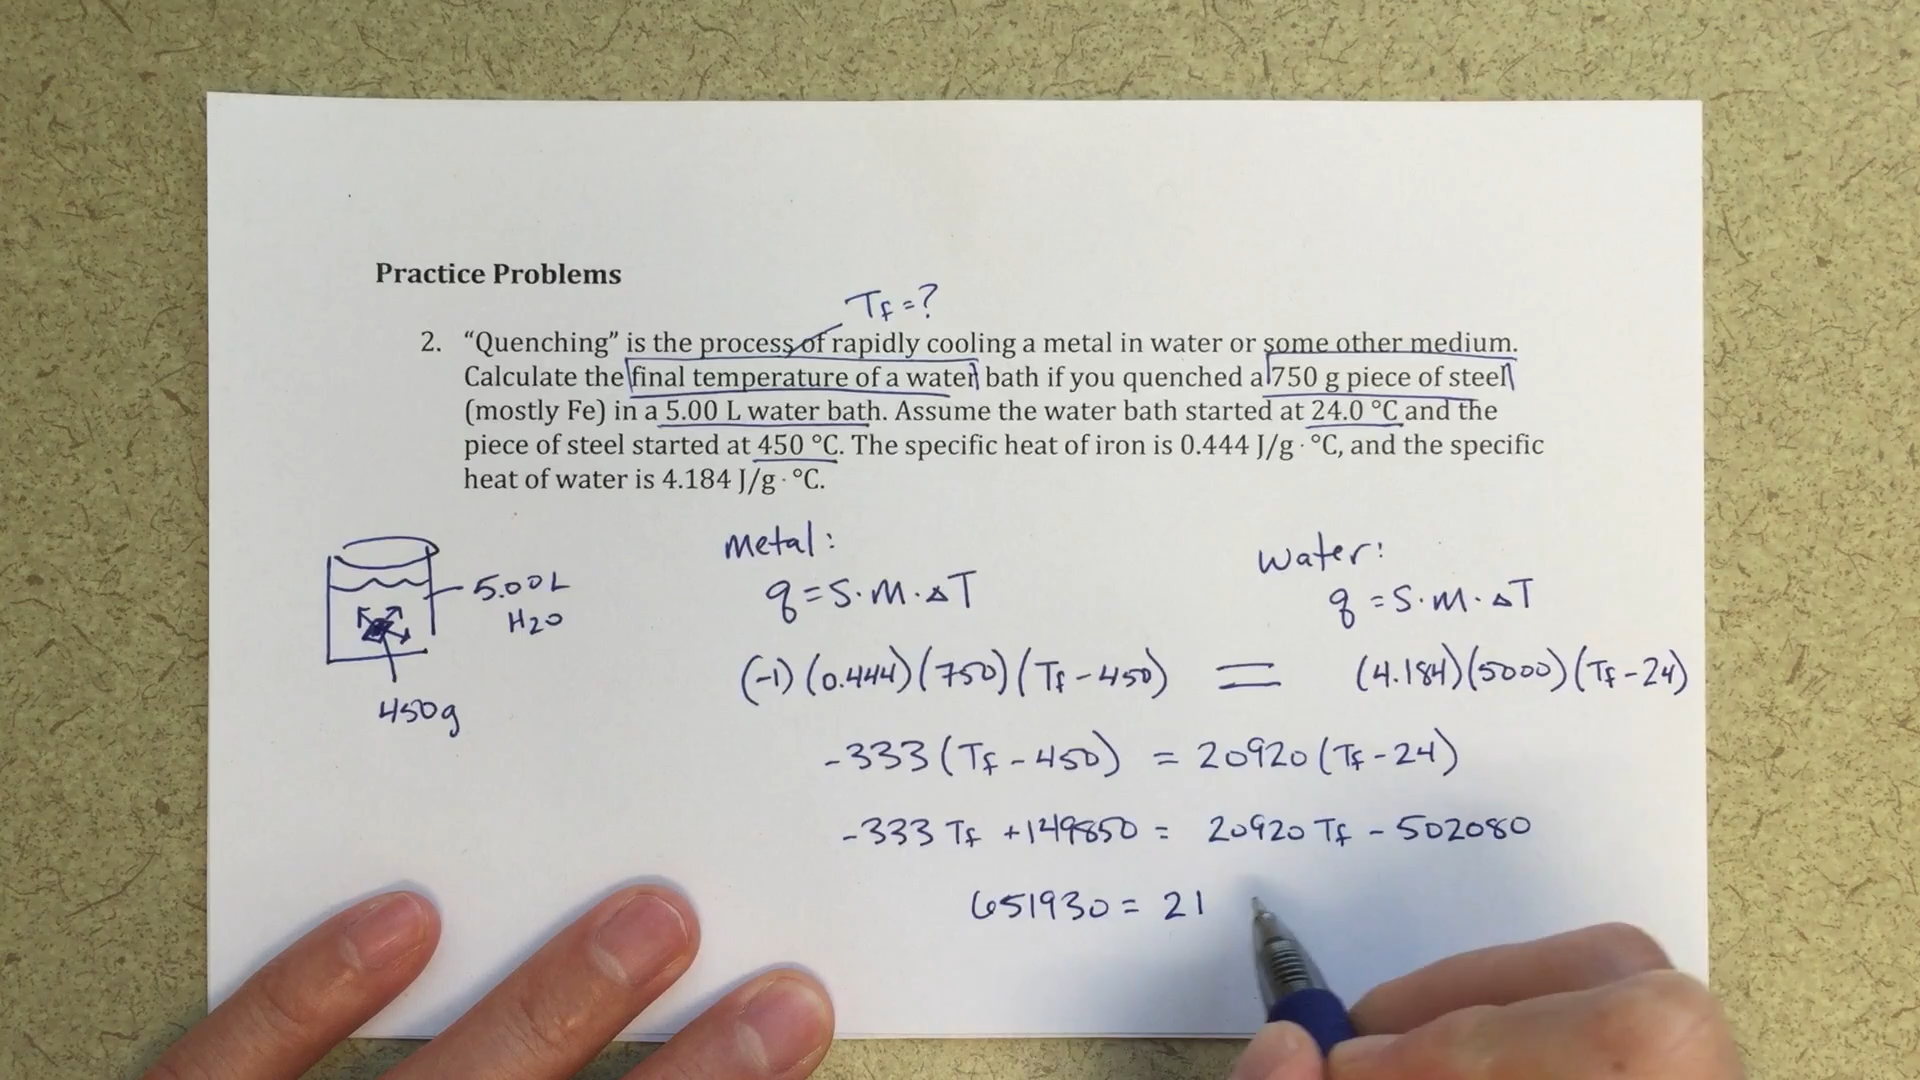 Practice Problems
Tf = ?
2. “Quenching” is the process of rapidly cooling a metal in water or some other medium.
Calculate the final temperature of a water bath if you quenched a 750 g piece of steel
(mostly Fe) in a 5.00 L water bath. Assume the water bath started at 24.0 °C and the
piece of steel started at 450 °C. The specific heat of iron is 0.444 J/g · °C, and the specific
heat of water is 4.184 J/g · °C.
5.00L
H2O
450g
Metal:
q = S·M·ΔT
Water:
q = S·M·ΔT
(-1)(0.444)(750)(Tf - 450) = (4.184)(5000)(Tf - 24)
-333(Tf - 450) = 20920(Tf - 24)
-333 Tf + 149850 = 20920 Tf - 502080
651930 = 21